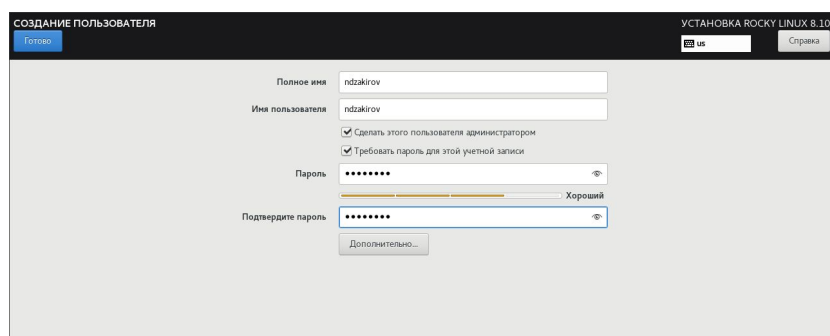 СОЗДАНИЕ ПОЛЬЗОВАТЕЛЯ
УСТАНОВКА ROCKY LINUX 8.10
Готово
us
Справка
Полное имя
ndzakirov
Имя пользователя
ndzakirov
Сделать этого пользователя администратором
Требовать пароль для этой учетной записи
Пароль
••••••••
Хороший
Подтвердите пароль
••••••••
Дополнительно...